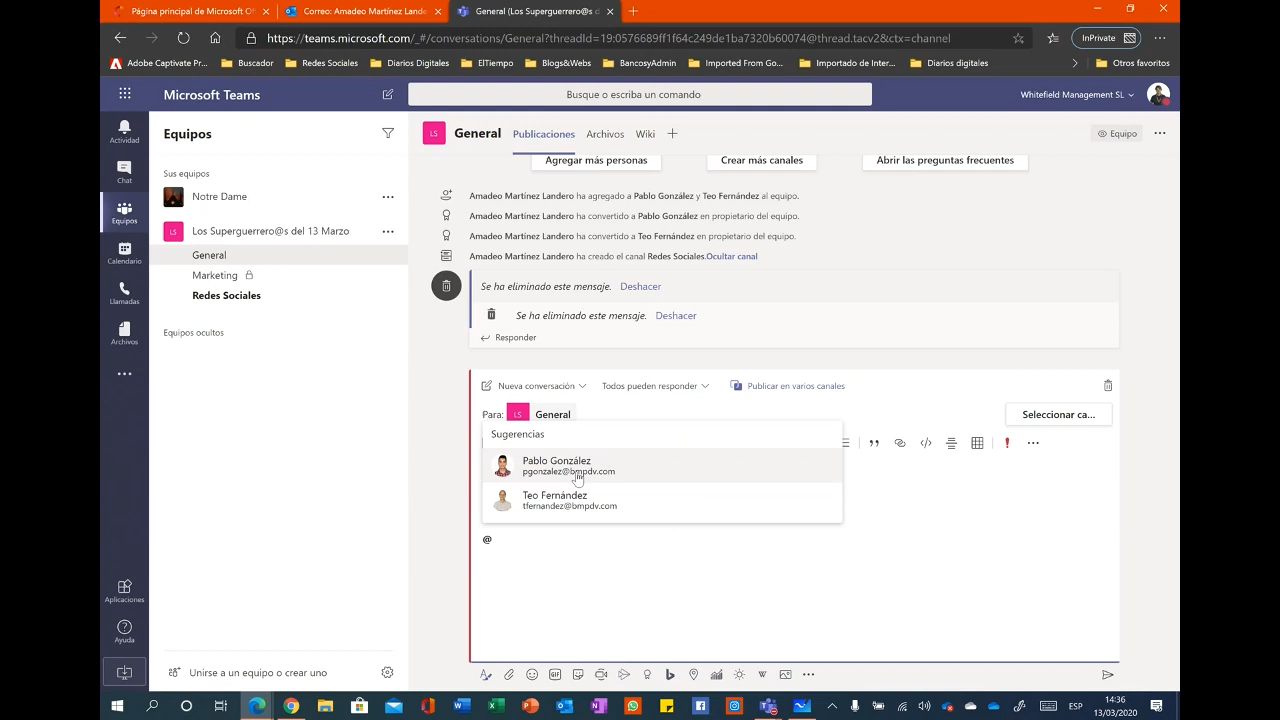 Página principal de Microsoft Of
Correo: Amadeo Martínez Lande
General (Los Superguerrero@s d
https://teams.microsoft.com/_#/conversations/General?threadId=19:0576689ff1f64c249de1ba7320b60074@thread.tacv2&ctx=channel
InPrivate
Adobe Captivate Pr...
Buscador
Redes Sociales
Diarios Digitales
ElTiempo
Blogs&Webs
BancosyAdmin
Imported From Go...
Importado de Inter...
Diarios digitales
Otros favoritos
Microsoft Teams
Busque o escriba un comando
Whitefield Management SL
Actividad
Chat
Equipos
Calendario
Llamadas
Archivos
Aplicaciones
Ayuda
Equipos
Sus equipos
Notre Dame
LS Los Superguerrero@s del 13 Marzo
General
Marketing
Redes Sociales
Equipos ocultos
Unirse a un equipo o crear uno
LS General Publicaciones Archivos Wiki
Equipo
Agregar más personas Crear más canales Abrir las preguntas frecuentes
Amadeo Martínez Landero ha agregado a Pablo González y Teo Fernández al equipo.
Amadeo Martínez Landero ha convertido a Pablo González en propietario del equipo.
Amadeo Martínez Landero ha convertido a Teo Fernández en propietario del equipo.
Amadeo Martínez Landero ha creado el canal Redes Sociales.Ocultar canal
Se ha eliminado este mensaje. Deshacer
Se ha eliminado este mensaje. Deshacer
Responder
Nueva conversación Todos pueden responder Publicar en varios canales
Para: LS General Seleccionar ca...
Sugerencias
Pablo González
pgonzalez@bmpdv.com
Teo Fernández
tfernandez@bmpdv.com
@
GIF
ESP
14:36
13/03/2020